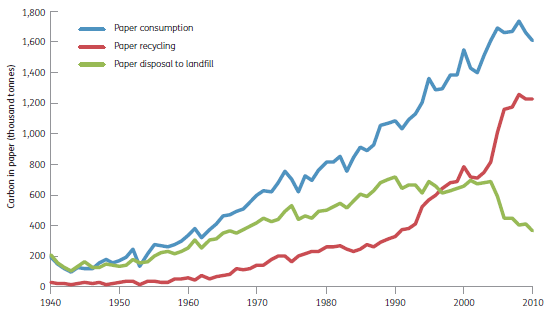 1,800
Paper consumption
1,600
Paper recycling
Paper disposal to landfill
1,400
1,200
1,000
800
600
400
200
0
Carbon in paper (thousand tonnes)
1940 1950 1960 1970 1980 1990 2000 2010